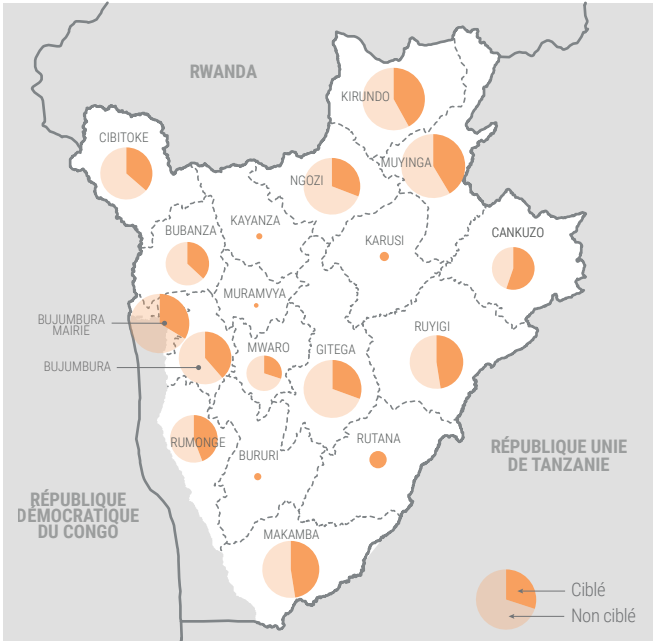 RWANDA
KIRUNDO
CIBITOKE
MUYINGA
NGOZI
KAYANZA
BUBANZA
KARUSI
CANKUZO
MURAMVYA
BUJUMBURA
MAIRIE
RUYIGI
MWARO
GITEGA
BUJUMBURA
RUMONGE
RUTANA
BURURI
RÉPUBLIQUE UNIE
DE TANZANIE
RÉPUBLIQUE
DÉMOCRATIQUE
DU CONGO
MAKAMBA
Ciblé
Non ciblé